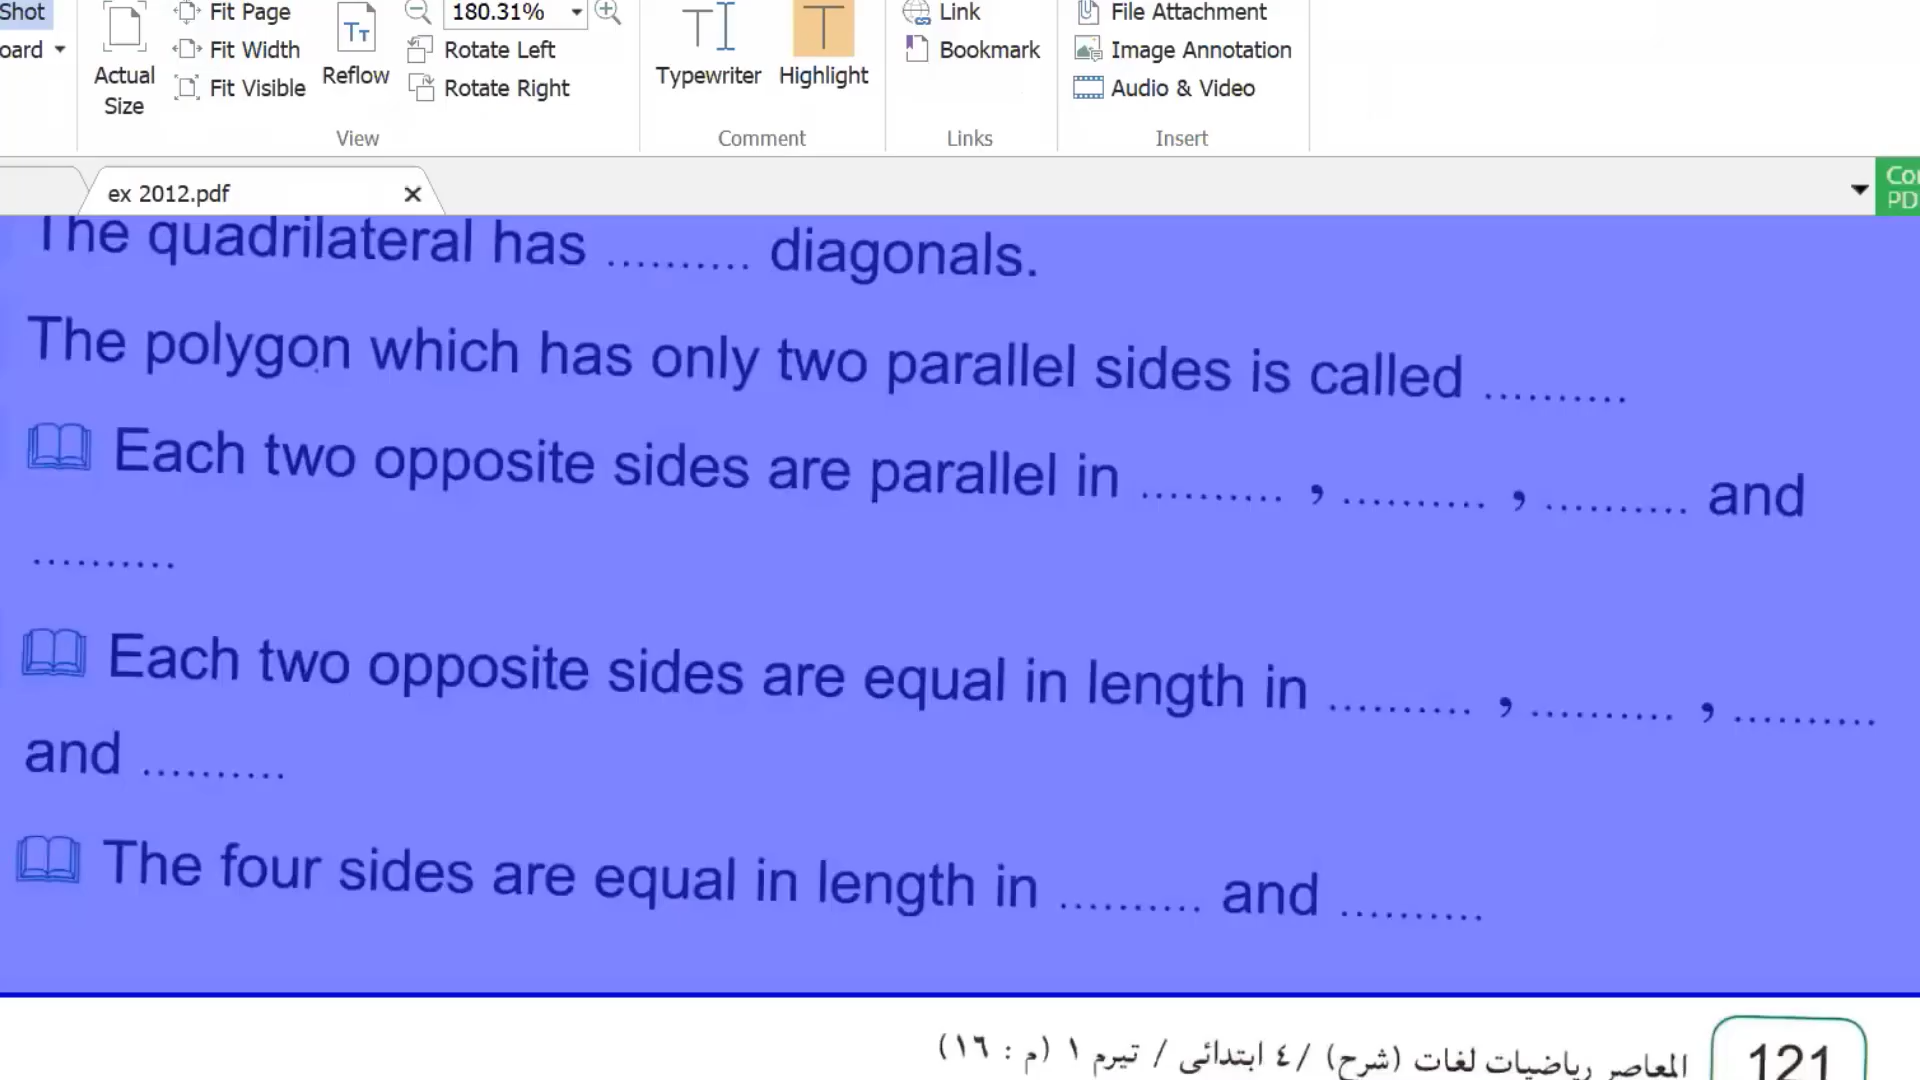 Shot
oard
Actual
Size
Fit Page
Fit Width
Fit Visible
Reflow
180.31%
Rotate Left
Rotate Right
View
Typewriter
Highlight
Comment
Link
Bookmark
Links
File Attachment
Image Annotation
Audio & Video
Insert
ex 2012.pdf
The quadrilateral has .......... diagonals.
The polygon which has only two parallel sides is called ..........
Each two opposite sides are parallel in .......... , .......... , .......... and
..........
Each two opposite sides are equal in length in .......... , .......... , ..........
and ..........
The four sides are equal in length in .......... and ..........
المعاصر رياضيات لغات (شرح) / ٤ ابتدائى / تيرم ١ (م : ١٦)
121